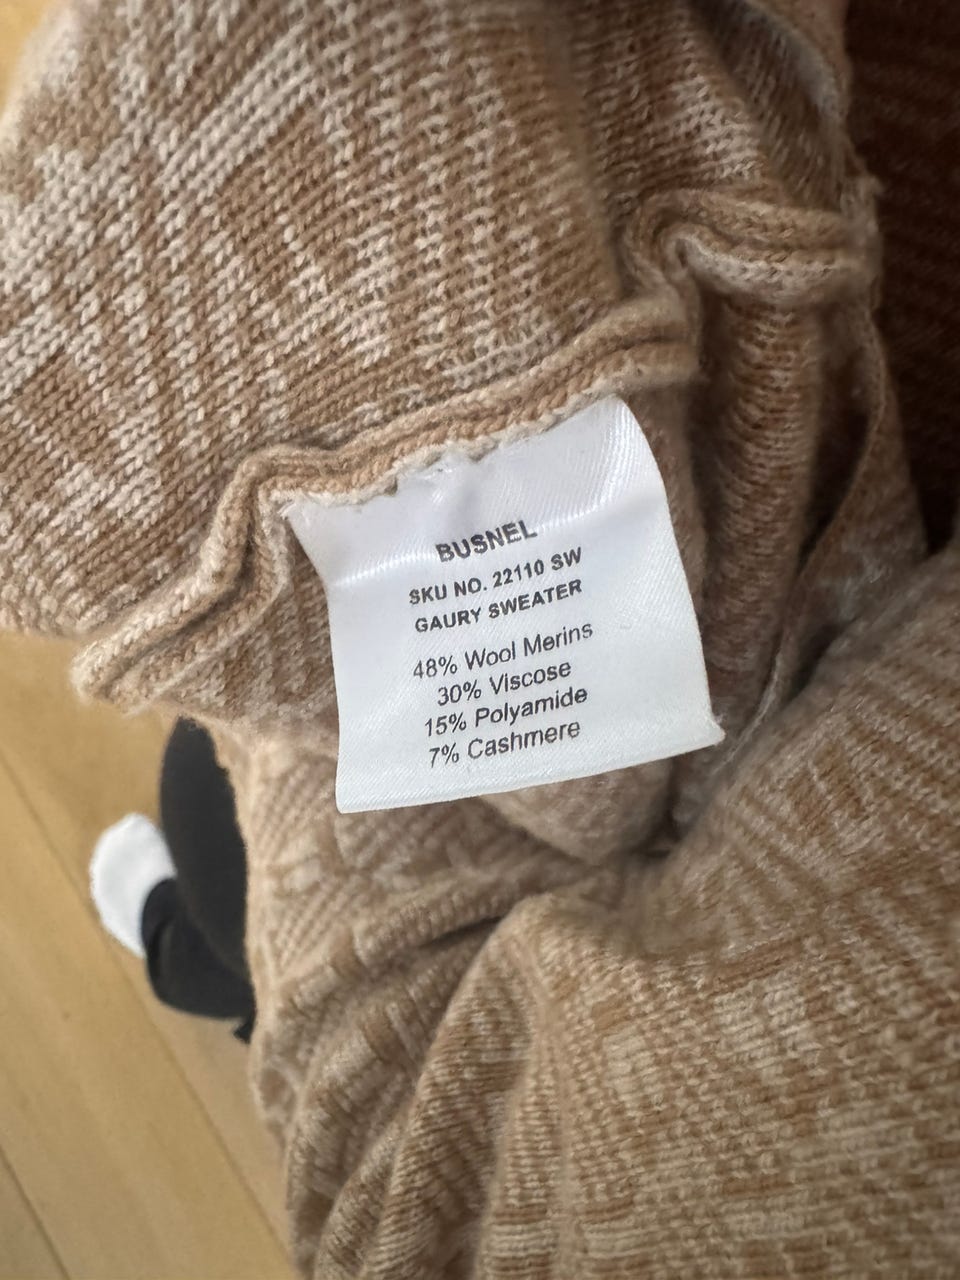 BUSNEL
SKU NO. 22110 SW
GAURY SWEATER
48% Wool Merins
30% Viscose
15% Polyamide
7% Cashmere